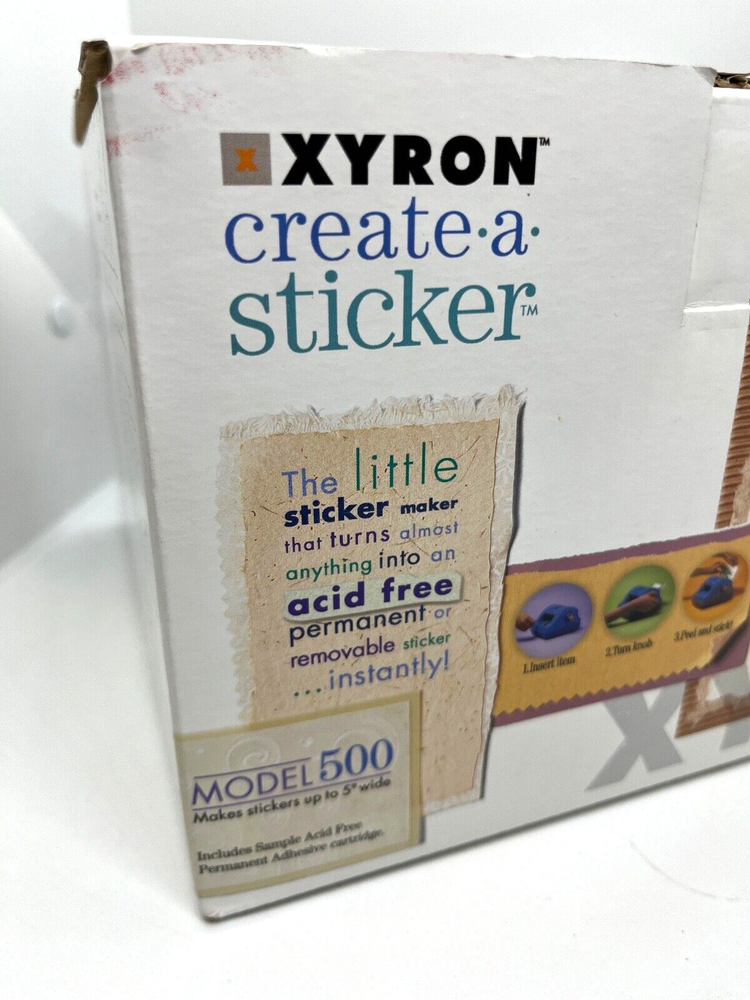 x XYRON™
create·a·
sticker™
The little
sticker maker
that turns almost
anything into an
acid free
permanent or
removable sticker
...instantly!
1.Insert item
2.Turn knob
3.Peel and stick!
XY
MODEL 500
Makes stickers up to 5" wide
Includes Sample Acid Free
Permanent Adhesive cartridge.